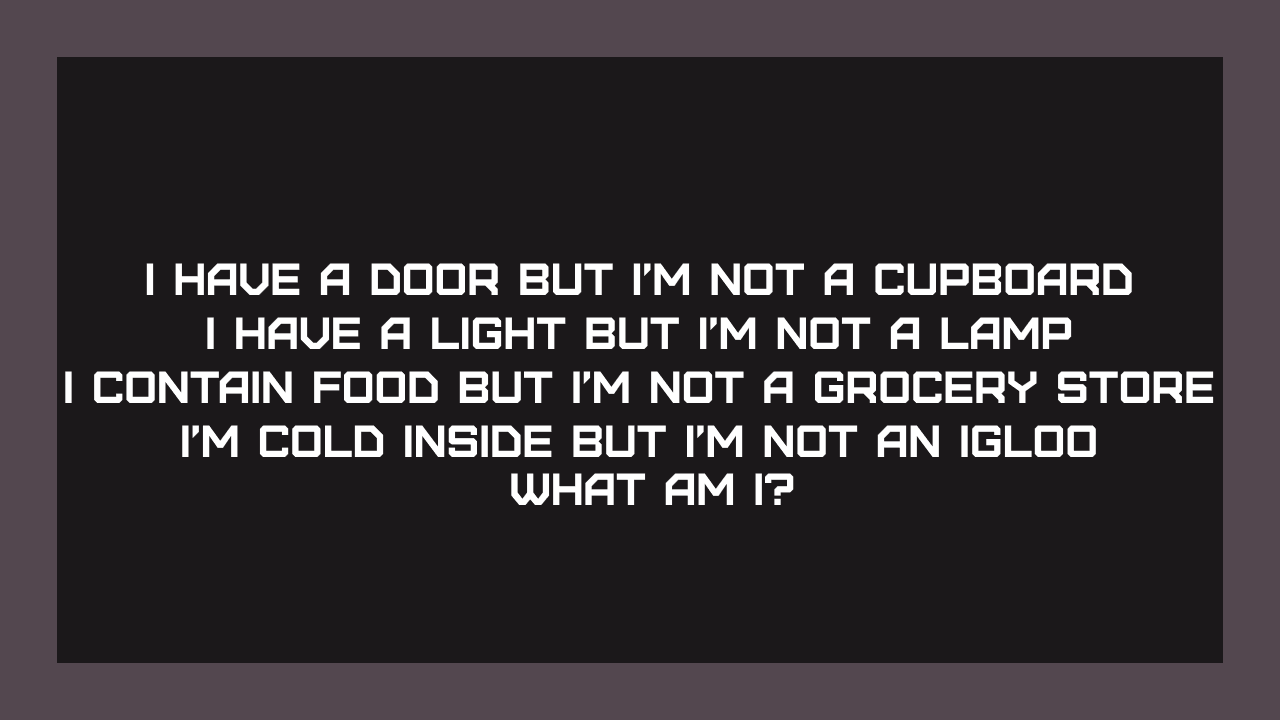 I HAVE A DOOR BUT I'M NOT A CUPBOARD
I HAVE A LIGHT BUT I'M NOT A LAMP
I CONTAIN FOOD BUT I'M NOT A GROCERY STORE
I'M COLD INSIDE BUT I'M NOT AN IGLOO
WHAT AM I?